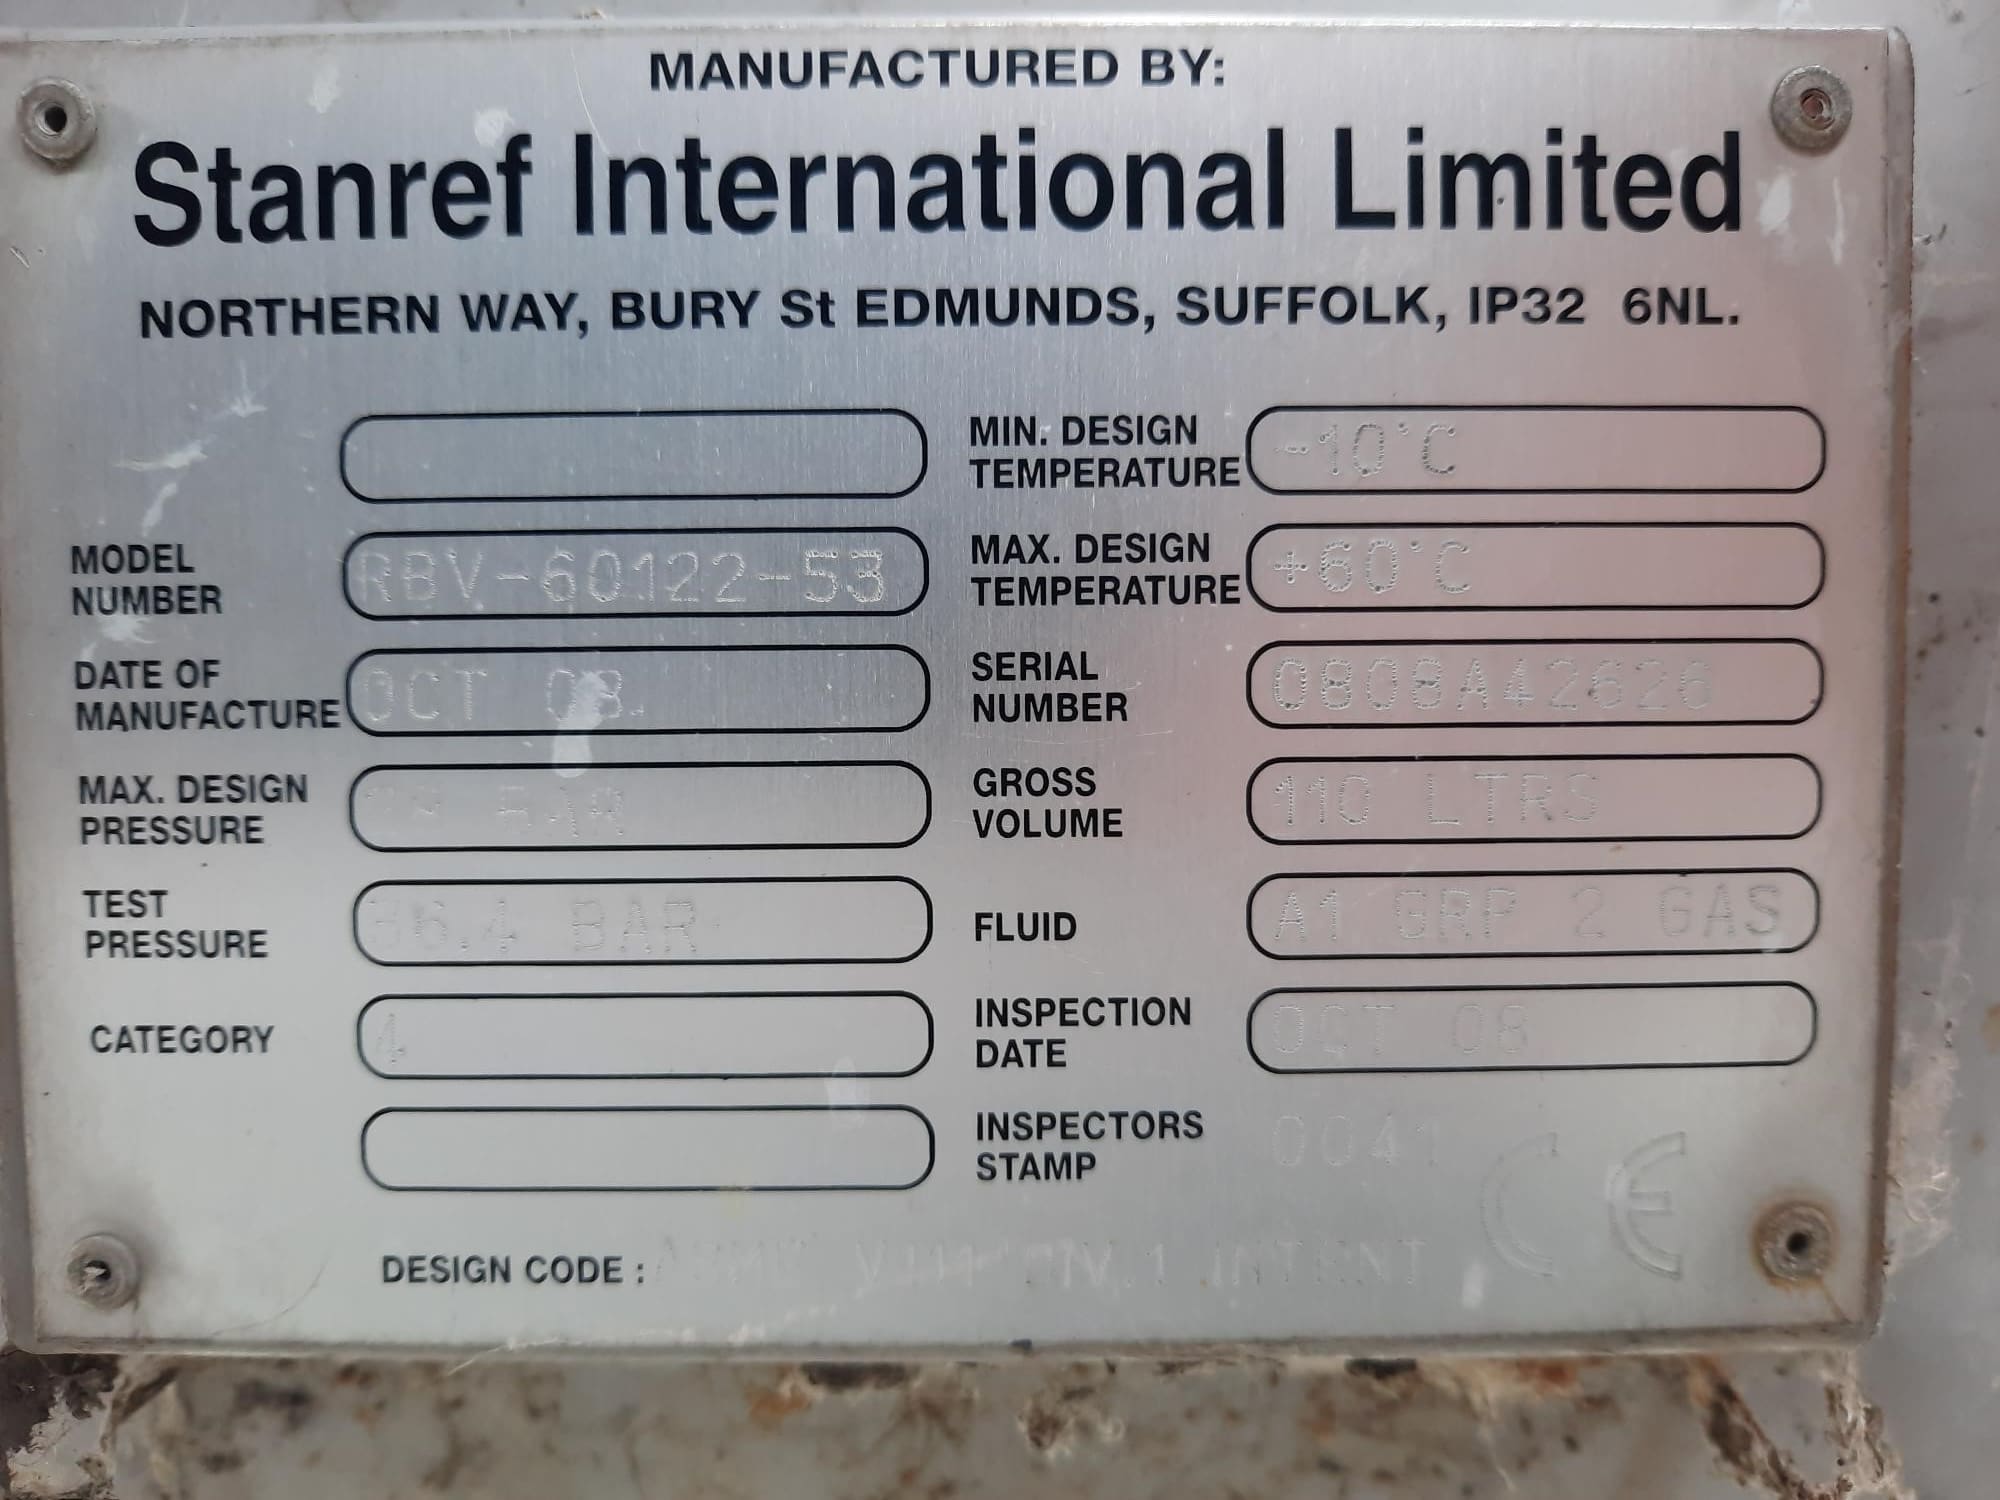 MANUFACTURED BY:
Stanref International Limited
NORTHERN WAY, BURY St EDMUNDS, SUFFOLK, IP32 6NL.
MIN. DESIGN
TEMPERATURE -10°C
MODEL
NUMBER RBV-60122-53
MAX. DESIGN
TEMPERATURE +60°C
DATE OF
MANUFACTURE OCT 08
SERIAL
NUMBER 0808A42626
MAX. DESIGN
PRESSURE BAR
GROSS
VOLUME 110 LTRS
TEST
PRESSURE 36.4 BAR
FLUID A1 GRP 2 GAS
CATEGORY 4
INSPECTION
DATE OCT 08
INSPECTORS
STAMP 0041 CE
DESIGN CODE :